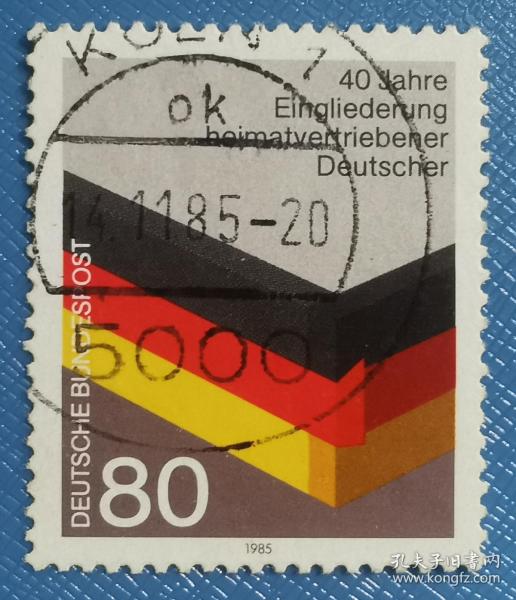 KÖLN 1
ok
14.11.85-20
5000
40 Jahre
Eingliederung
heimatvertriebener
Deutscher
DEUTSCHE BUNDESPOST
80
1985
孔夫子旧书网
www.kongfz.com